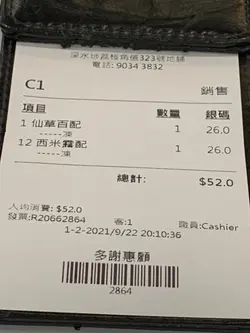 深水埗荔枝角道323號地舖
電話: 9034 3832
C1 銷售
項目 數量 銀碼
1 仙草百配 1 26.0
-----凍
12 西米霧配 1 26.0
-----凍
總計: $52.0
人均消費: $52.0
發票:R20662864 客:1 職員:Cashier
1-2-2021/9/22 20:10:36
多謝惠顧
2864